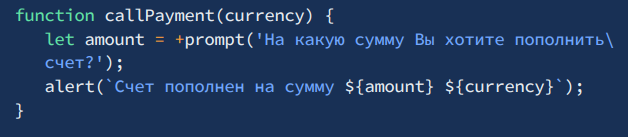 function callPayment(currency) {
let amount = +prompt('На какую сумму Вы хотите пополнить\
счет?');
alert(`Счет пополнен на сумму ${amount} ${currency}`);
}